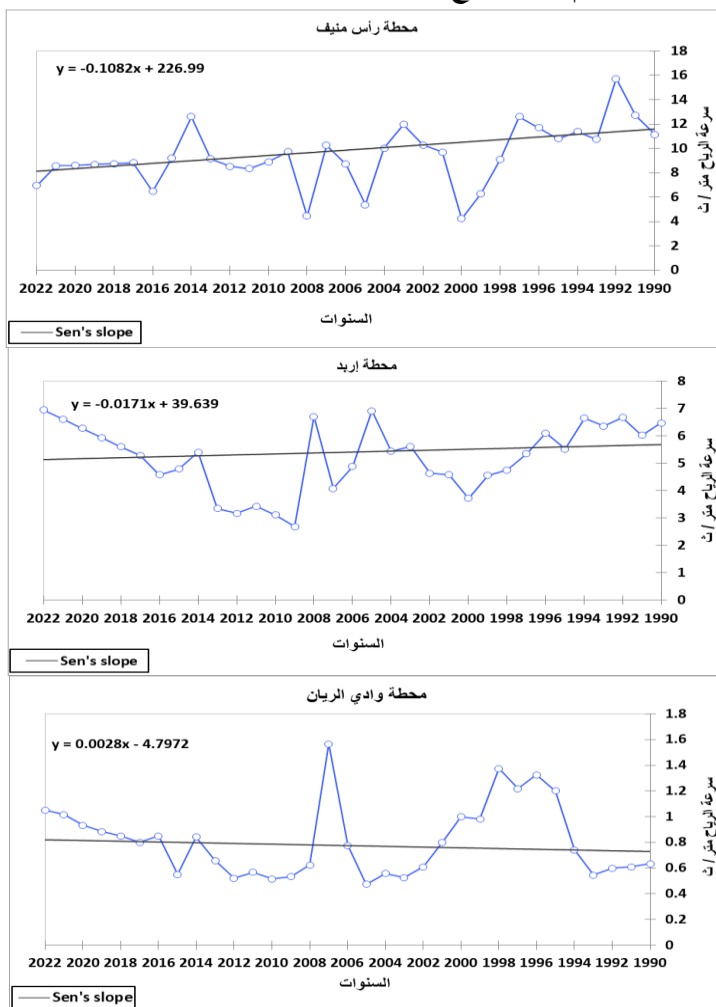 محطة رأس منيف
y = -0.1082x + 226.99
18
16
14
12
10
8
6
4
2
0
سرعة الرياح متر / ث
2022 2020 2018 2016 2014 2012 2010 2008 2006 2004 2002 2000 1998 1996 1994 1992 1990
السنوات
Sen's slope
محطة إربد
y = -0.0171x + 39.639
8
7
6
5
4
3
2
1
0
سرعة الرياح متر / ث
2022 2020 2018 2016 2014 2012 2010 2008 2006 2004 2002 2000 1998 1996 1994 1992 1990
السنوات
Sen's slope
محطة وادي الريان
y = 0.0028x - 4.7972
1.8
1.6
1.4
1.2
1
0.8
0.6
0.4
0.2
0
سرعة الرياح متر / ث
2022 2020 2018 2016 2014 2012 2010 2008 2006 2004 2002 2000 1998 1996 1994 1992 1990
السنوات
Sen's slope